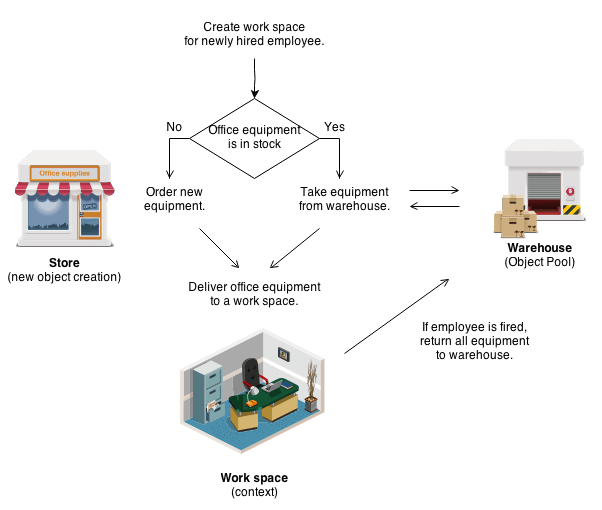 Create work space
for newly hired employee.
No
Office equipment
is in stock
Yes
Office supplies
OPEN
Order new
equipment.
Take equipment
from warehouse.
Store
(new object creation)
Warehouse
(Object Pool)
Deliver office equipment
to a work space.
If employee is fired,
return all equipment
to warehouse.
Work space
(context)